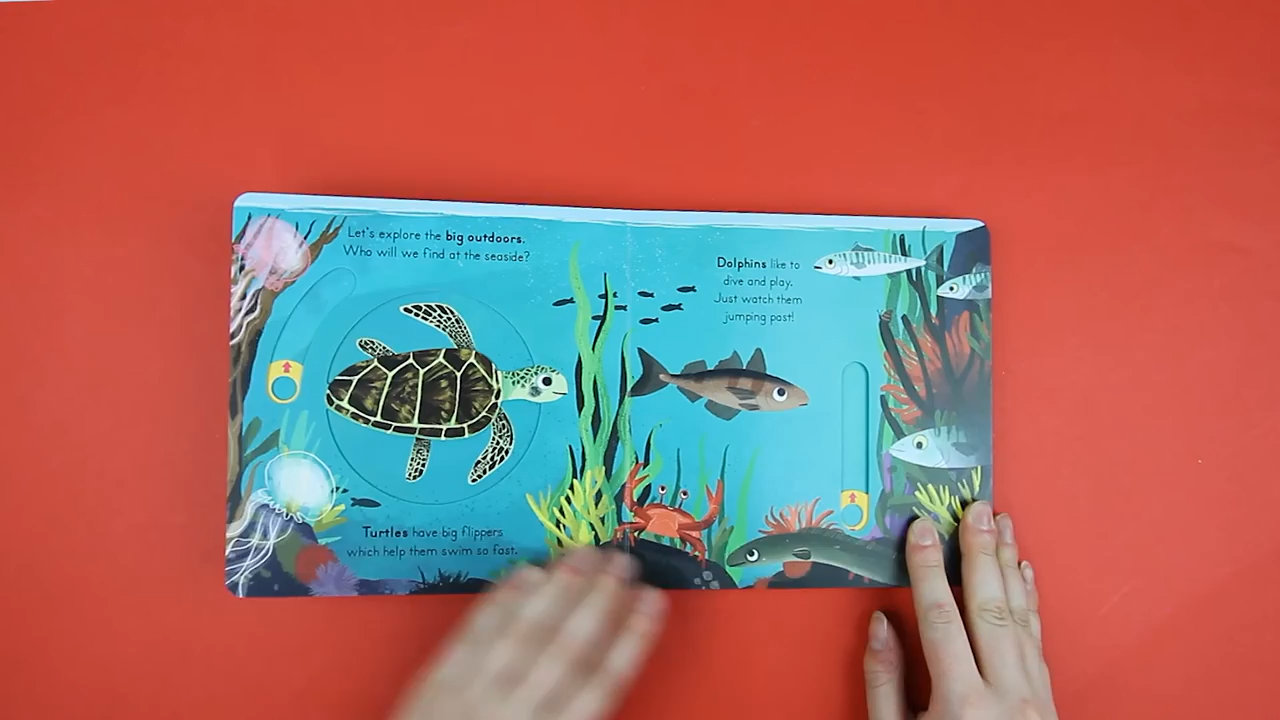 Let's explore the big outdoors.
Who will we find at the seaside?
Turtles have big flippers
which help them swim so fast.
Dolphins like to
dive and play.
Just watch them
jumping past!